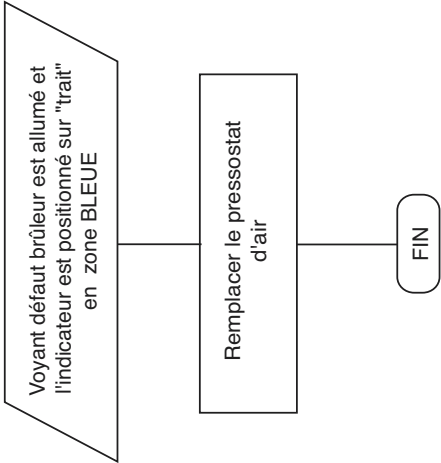 Voyant défaut brûleur est allumé et
l'indicateur est positionné sur "trait"
en zone BLEUE
Remplacer le pressostat
d'air
FIN